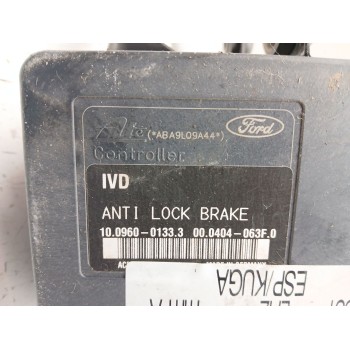 Ate (*ABA9L09A44*) Ford
Controller
IVD
ANTI LOCK BRAKE
10.0960-0133.3 00.0404-063F.0
ESP/KUGA